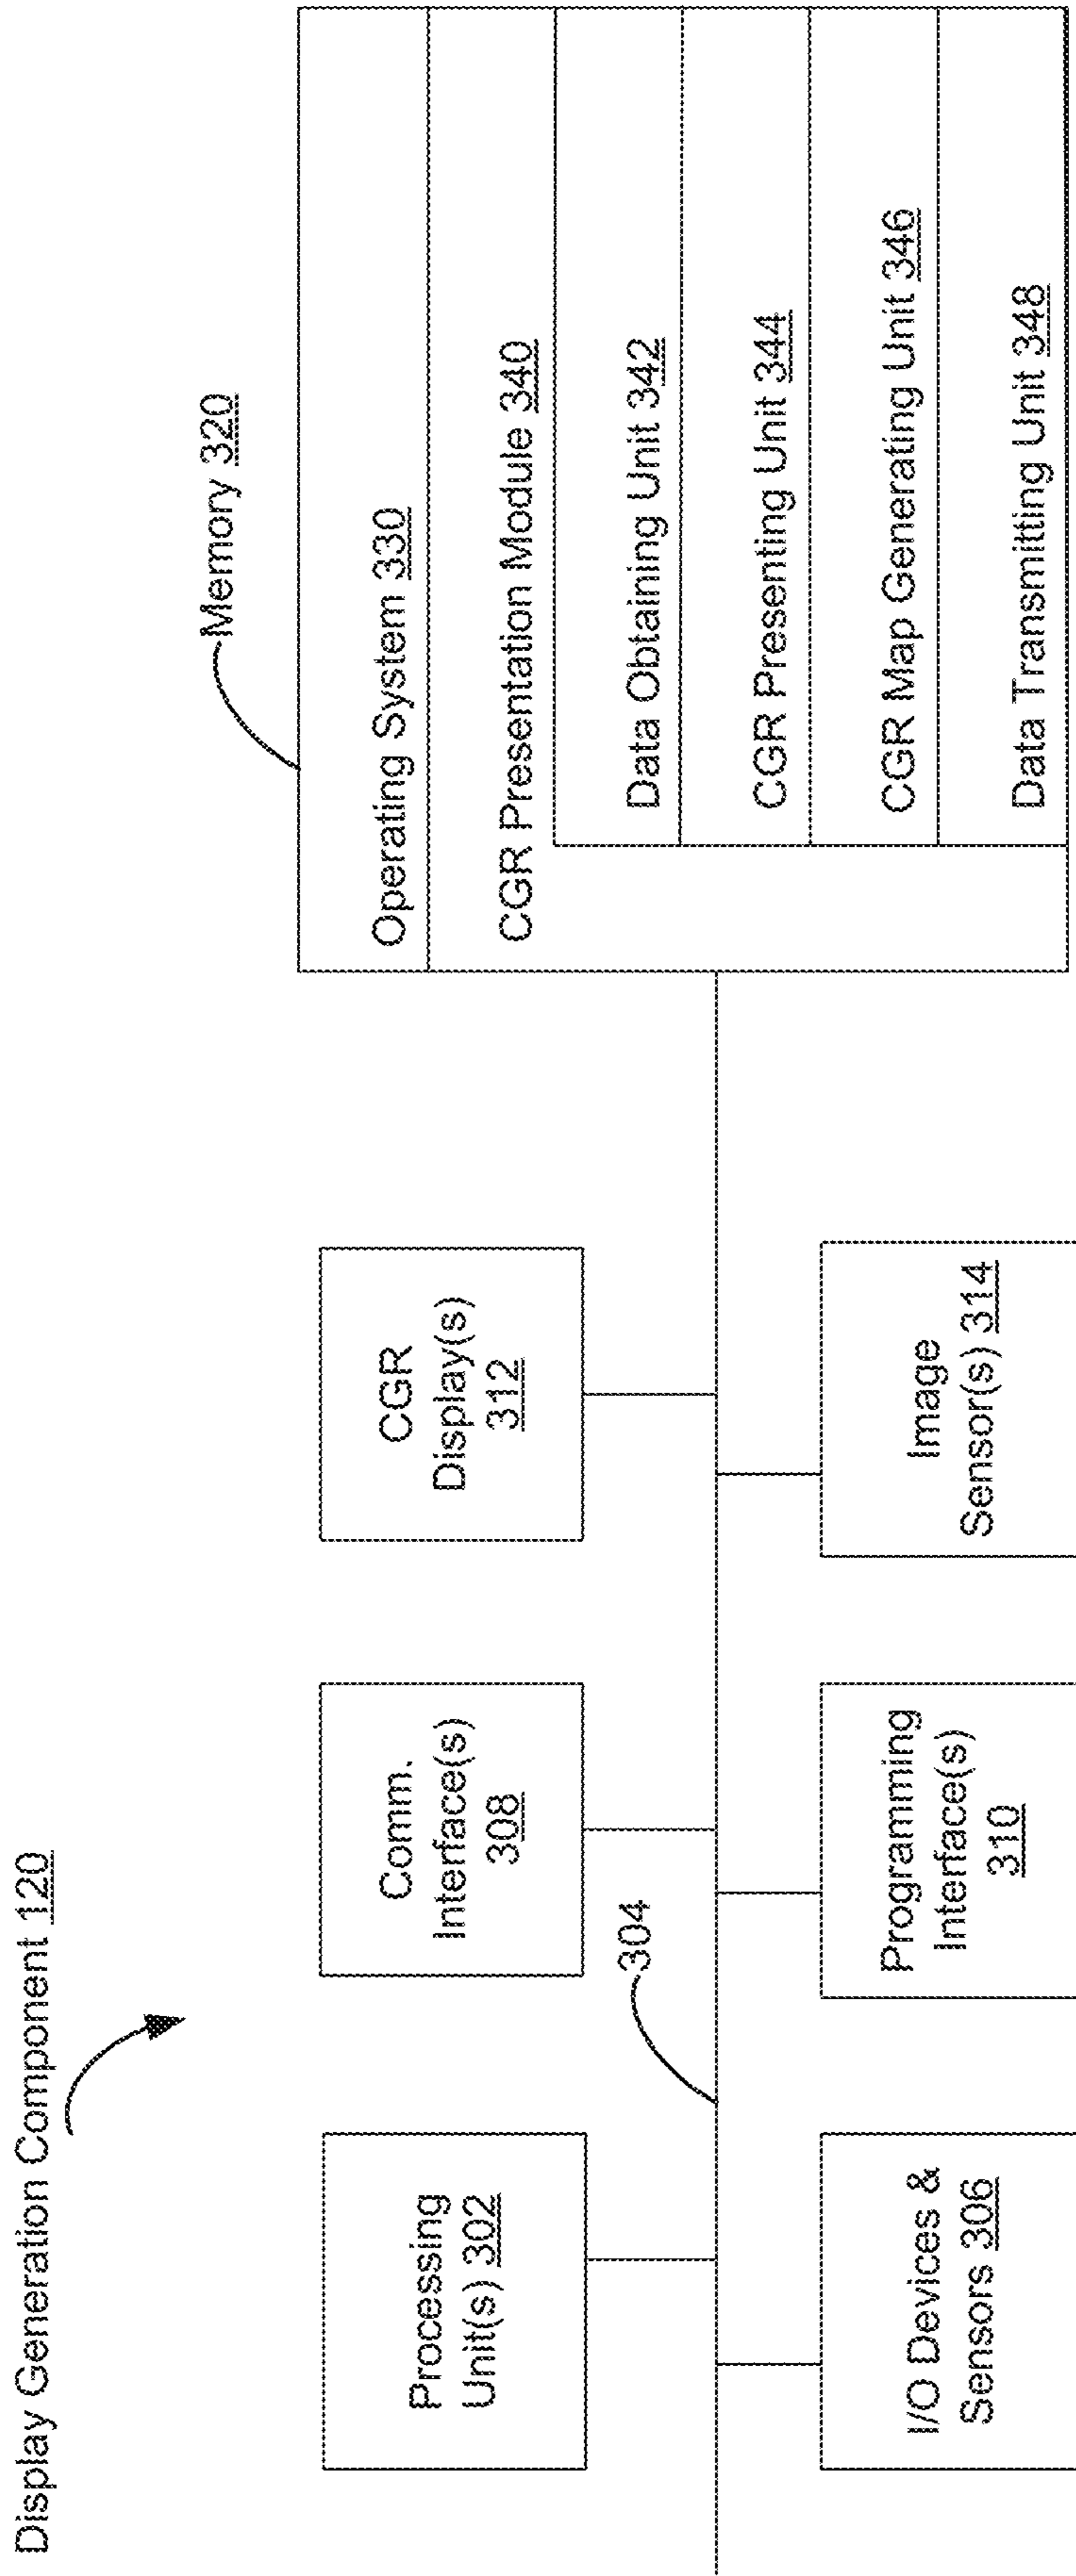 Display Generation Component 120
Processing
Unit(s) 302
Comm.
Interface(s)
308
CGR
Display(s)
312
304
I/O Devices &
Sensors 306
Programming
Interface(s)
310
Image
Sensor(s) 314
Memory 320
Operating System 330
CGR Presentation Module 340
Data Obtaining Unit 342
CGR Presenting Unit 344
CGR Map Generating Unit 346
Data Transmitting Unit 348